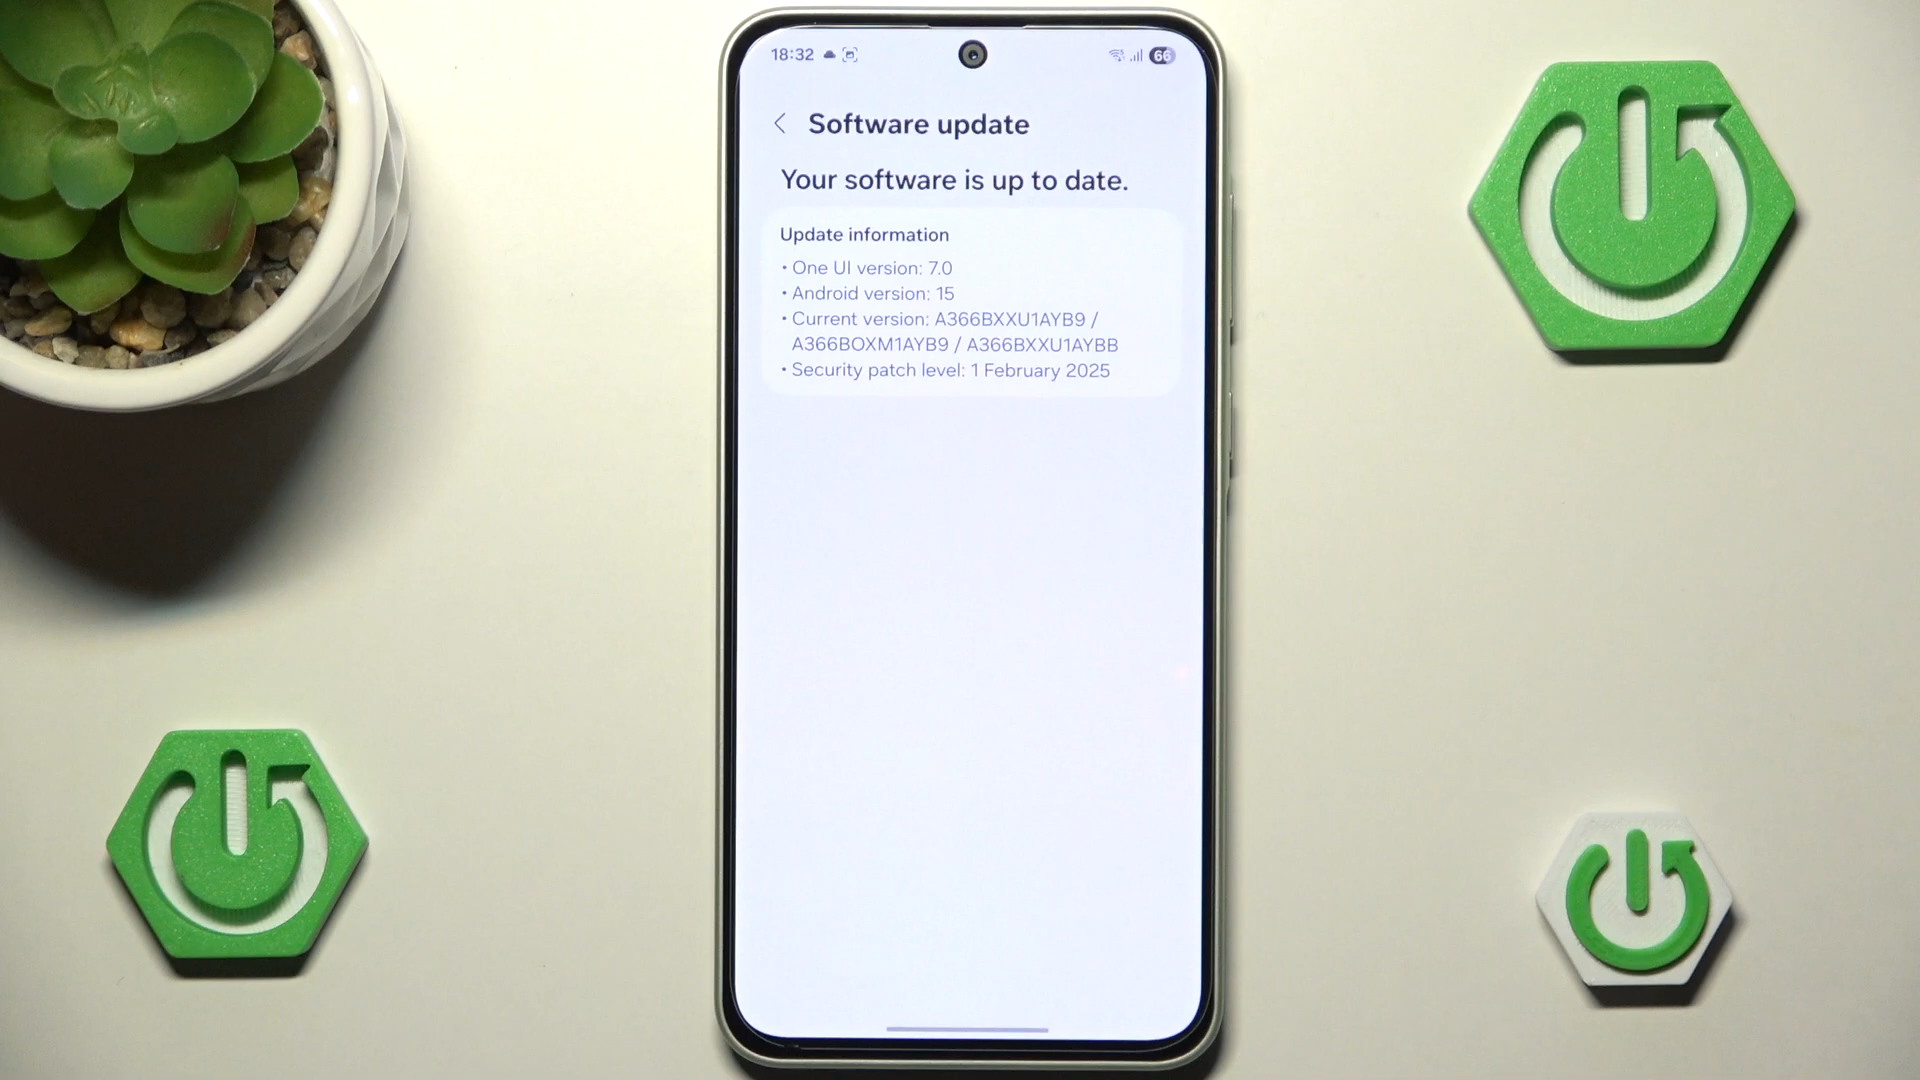 18:32
66
Software update
Your software is up to date.
Update information
• One UI version: 7.0
• Android version: 15
• Current version: A366BXXU1AYB9 /
A366BOXM1AYB9 / A366BXXU1AYBB
• Security patch level: 1 February 2025